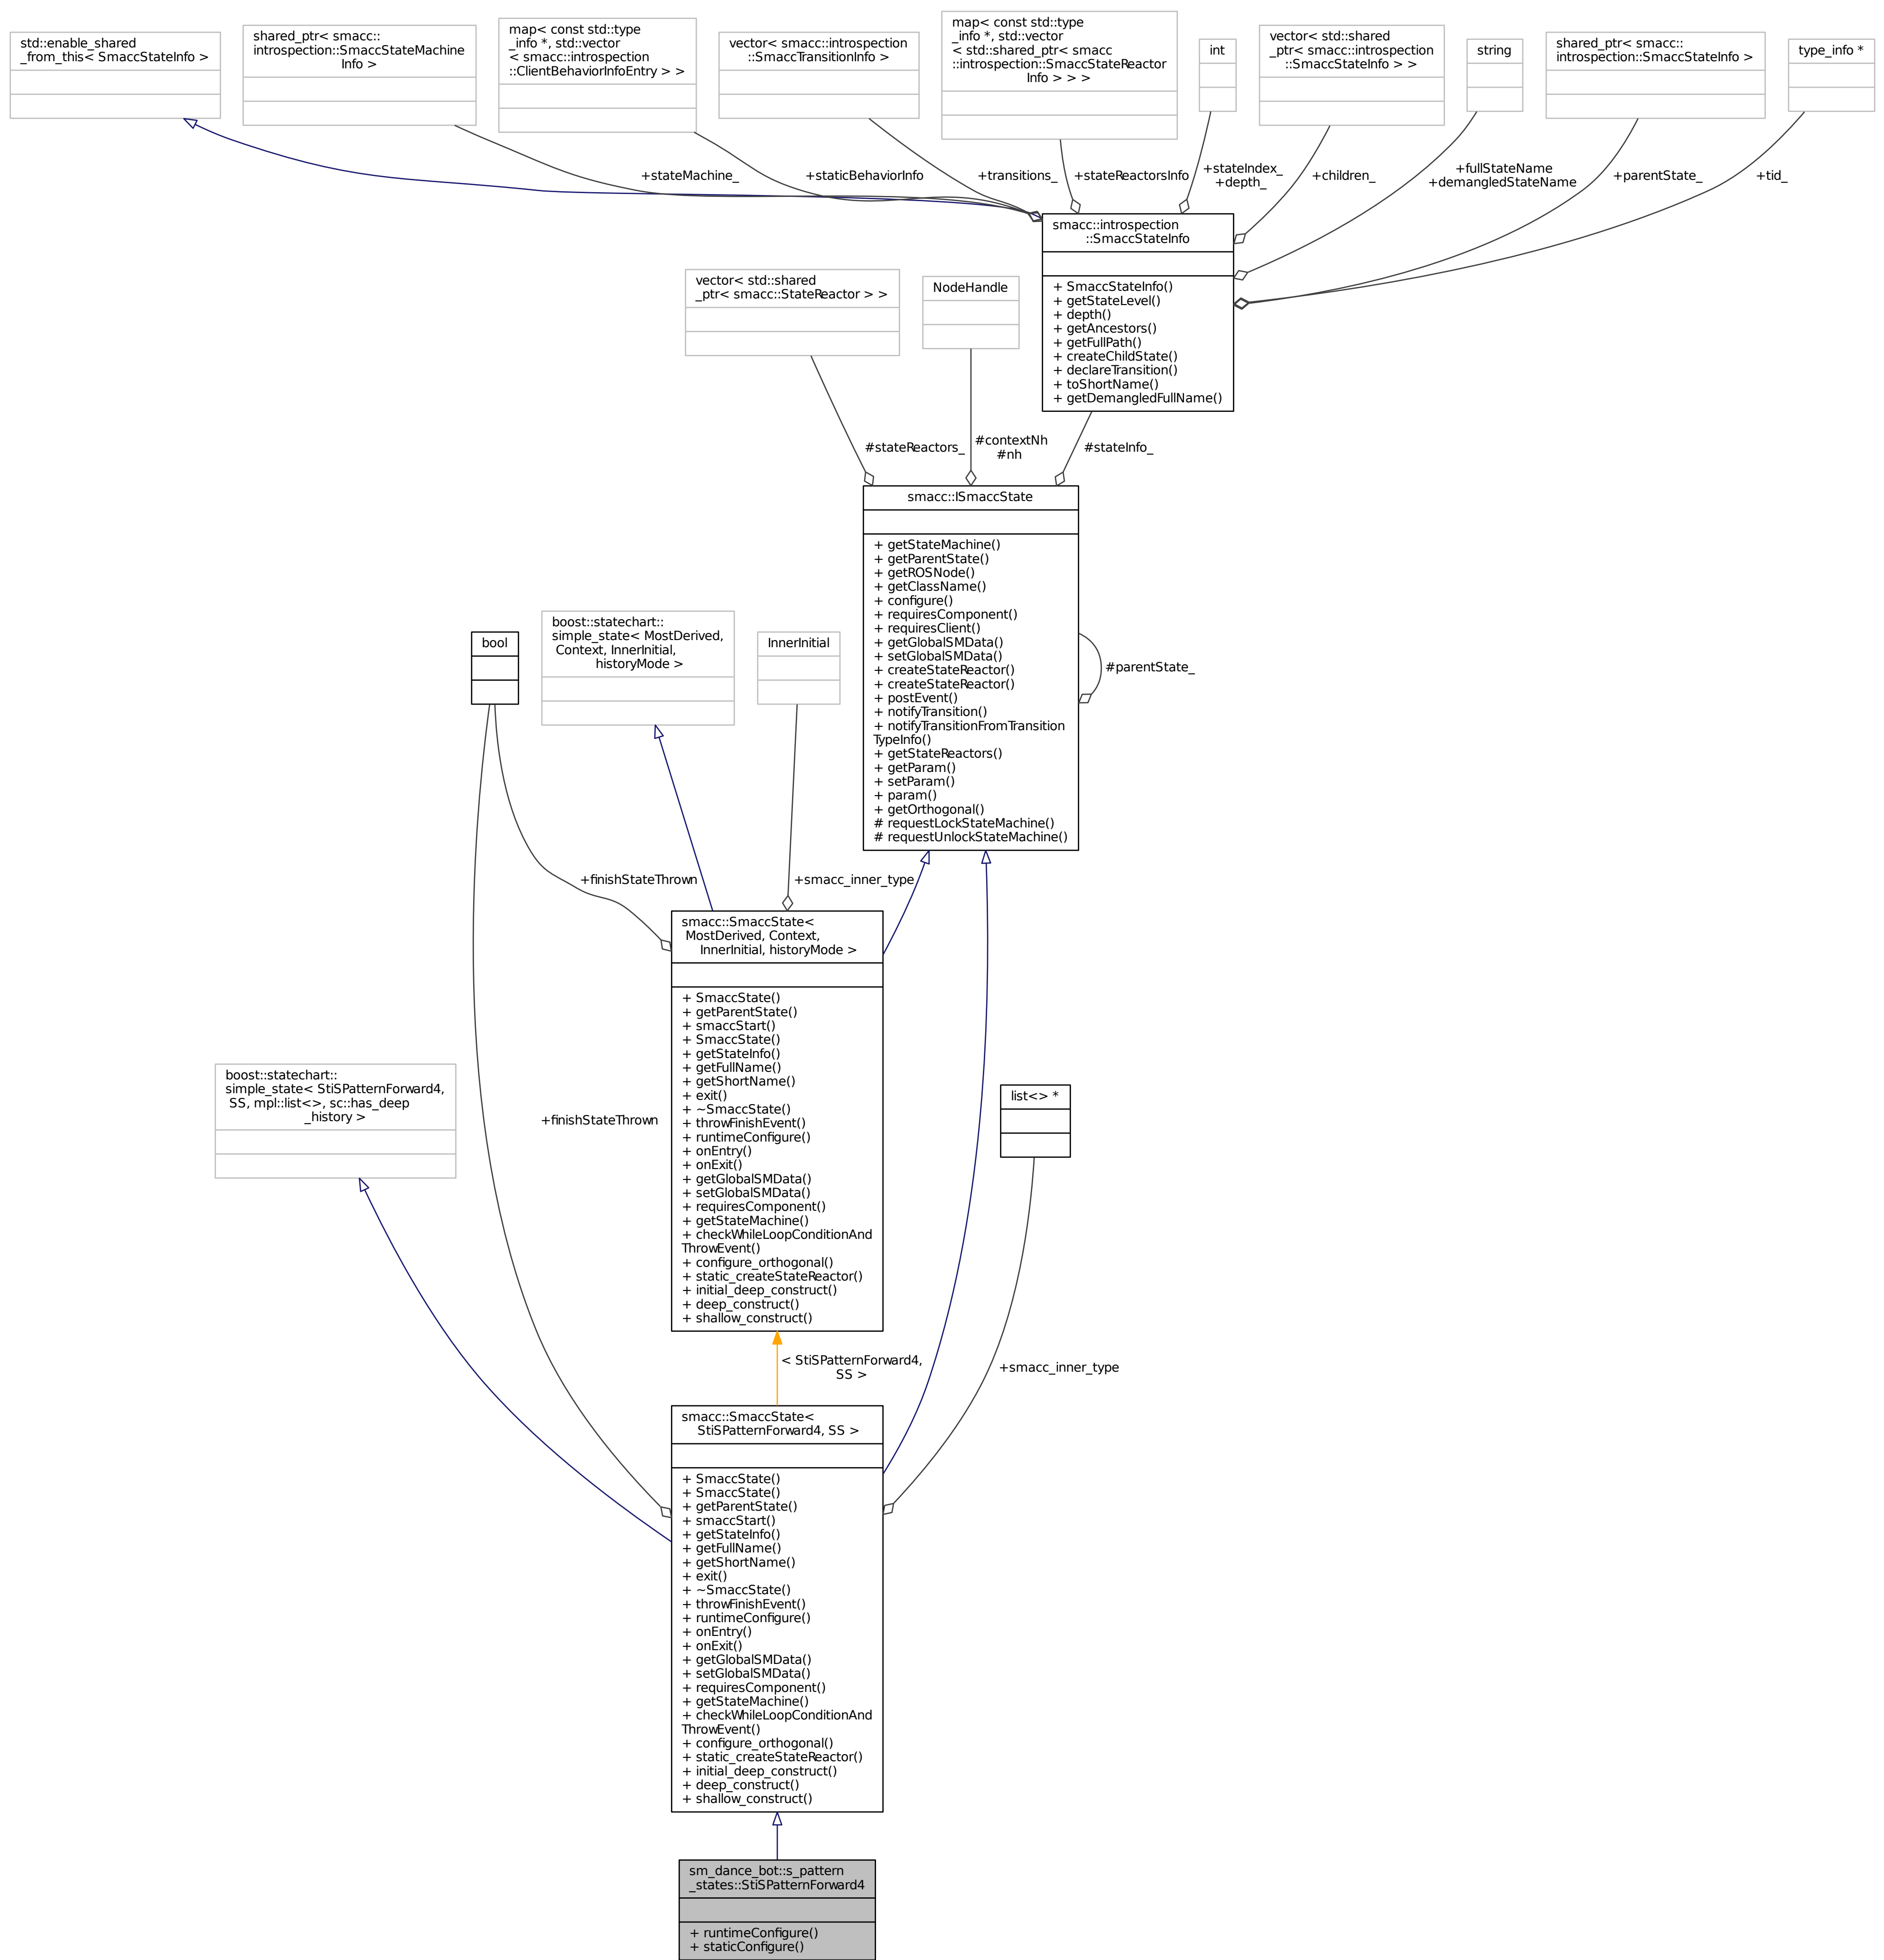 std::enable_shared
_from_this< SmaccStateInfo >
shared_ptr< smacc::
introspection::SmaccStateMachine
Info >
map< const std::type
_info *, std::vector
< smacc::introspection
::ClientBehaviorInfoEntry > >
vector< smacc::introspection
::SmaccTransitionInfo >
map< const std::type
_info *, std::vector
< std::shared_ptr< smacc
::introspection::SmaccStateReactor
Info > > >
int
vector< std::shared
_ptr< smacc::introspection
::SmaccStateInfo > >
string
shared_ptr< smacc::
introspection::SmaccStateInfo >
type_info *
+stateMachine_
+staticBehaviorInfo
+transitions_
+stateReactorsInfo
+stateIndex_
+depth_
+children_
+fullStateName
+demangledStateName
+parentState_
+tid_
smacc::introspection
::SmaccStateInfo
+ SmaccStateInfo()
+ getStateLevel()
+ depth()
+ getAncestors()
+ getFullPath()
+ createChildState()
+ declareTransition()
+ toShortName()
+ getDemangledFullName()
vector< std::shared
_ptr< smacc::StateReactor > >
NodeHandle
#stateReactors_
#contextNh
#nh
#stateInfo_
smacc::ISmaccState
+ getStateMachine()
+ getParentState()
+ getROSNode()
+ getClassName()
+ configure()
+ requiresComponent()
+ requiresClient()
+ getGlobalSMData()
+ setGlobalSMData()
+ createStateReactor()
+ createStateReactor()
+ postEvent()
+ notifyTransition()
+ notifyTransitionFromTransition
TypeInfo()
+ getStateReactors()
+ getParam()
+ setParam()
+ param()
+ getOrthogonal()
# requestLockStateMachine()
# requestUnlockStateMachine()
#parentState_
bool
boost::statechart::
simple_state< MostDerived,
Context, InnerInitial,
historyMode >
InnerInitial
+finishStateThrown
+smacc_inner_type
smacc::SmaccState<
MostDerived, Context,
InnerInitial, historyMode >
+ SmaccState()
+ getParentState()
+ smaccStart()
+ SmaccState()
+ getStateInfo()
+ getFullName()
+ getShortName()
+ exit()
+ ~SmaccState()
+ throwFinishEvent()
+ runtimeConfigure()
+ onEntry()
+ onExit()
+ getGlobalSMData()
+ setGlobalSMData()
+ requiresComponent()
+ getStateMachine()
+ checkWhileLoopConditionAnd
ThrowEvent()
+ configure_orthogonal()
+ static_createStateReactor()
+ initial_deep_construct()
+ deep_construct()
+ shallow_construct()
boost::statechart::
simple_state< StiSPatternForward4,
SS, mpl::list<>, sc::has_deep
_history >
+finishStateThrown
list<> *
< StiSPatternForward4,
SS >
+smacc_inner_type
smacc::SmaccState<
StiSPatternForward4, SS >
+ SmaccState()
+ SmaccState()
+ getParentState()
+ smaccStart()
+ getStateInfo()
+ getFullName()
+ getShortName()
+ exit()
+ ~SmaccState()
+ throwFinishEvent()
+ runtimeConfigure()
+ onEntry()
+ onExit()
+ getGlobalSMData()
+ setGlobalSMData()
+ requiresComponent()
+ getStateMachine()
+ checkWhileLoopConditionAnd
ThrowEvent()
+ configure_orthogonal()
+ static_createStateReactor()
+ initial_deep_construct()
+ deep_construct()
+ shallow_construct()
sm_dance_bot::s_pattern
_states::StiSPatternForward4
+ runtimeConfigure()
+ staticConfigure()